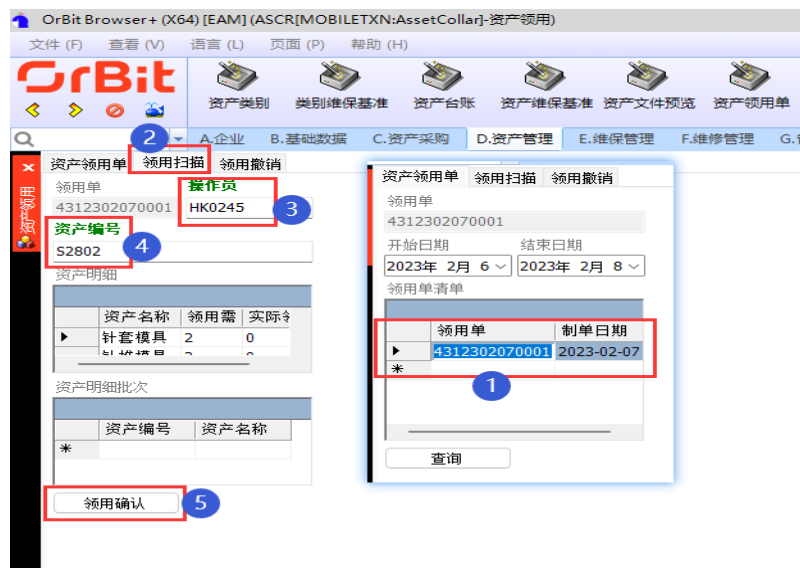 OrBit Browser+ (X64) [EAM] (ASCR[MOBILETXN:AssetCollar]-资产领用)
文件 (F) 查看 (V) 语言 (L) 页面 (P) 帮助 (H)
OrBit
资产类别 类别维保基准 资产台账 资产维保基准 资产文件预览 资产领用单
2 A.企业 B.基础数据 C.资产采购 D.资产管理 E.维保管理 F.维修管理 G.
资产领用单 领用扫描 领用撤销
领用单 操作员
4312302070001 HK0245 3
资产编号
S2802 4
资产明细
资产名称 领用需 实际领
针套模具 2 0
资产明细批次
资产编号 资产名称
领用确认 5
资产领用单 领用扫描 领用撤销
领用单
4312302070001
开始日期 结束日期
2023年 2月 6 2023年 2月 8
领用单清单
领用单 制单日期
4312302070001 2023-02-07
1
查询